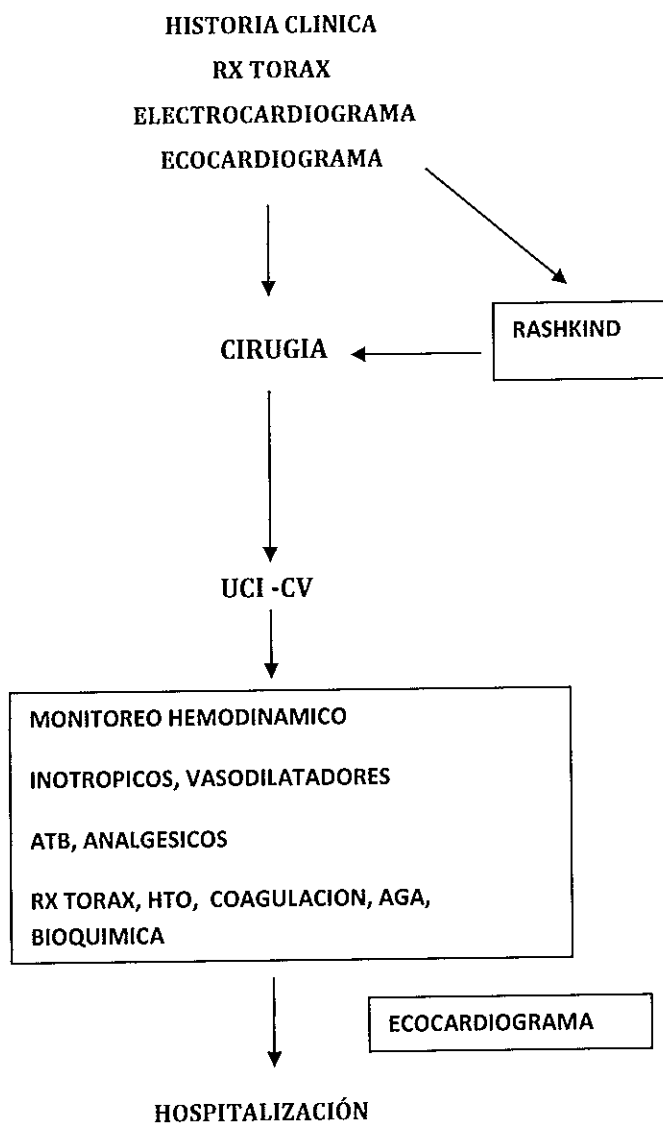 HISTORIA CLINICA
RX TORAX
ELECTROCARDIOGRAMA
ECOCARDIOGRAMA
RASHKIND
CIRUGIA
UCI -CV
MONITOREO HEMODINAMICO
INOTROPICOS, VASODILATADORES
ATB, ANALGESICOS
RX TORAX, HTO, COAGULACION, AGA,
BIOQUIMICA
ECOCARDIOGRAMA
HOSPITALIZACIÓN